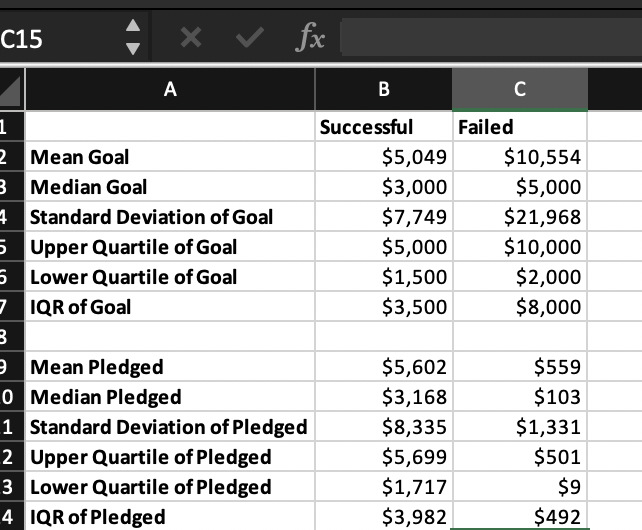 C15 fx
A B C
1 Successful Failed
2 Mean Goal $5,049 $10,554
3 Median Goal $3,000 $5,000
4 Standard Deviation of Goal $7,749 $21,968
5 Upper Quartile of Goal $5,000 $10,000
6 Lower Quartile of Goal $1,500 $2,000
7 IQR of Goal $3,500 $8,000
8
9 Mean Pledged $5,602 $559
0 Median Pledged $3,168 $103
1 Standard Deviation of Pledged $8,335 $1,331
2 Upper Quartile of Pledged $5,699 $501
3 Lower Quartile of Pledged $1,717 $9
4 IQR of Pledged $3,982 $492